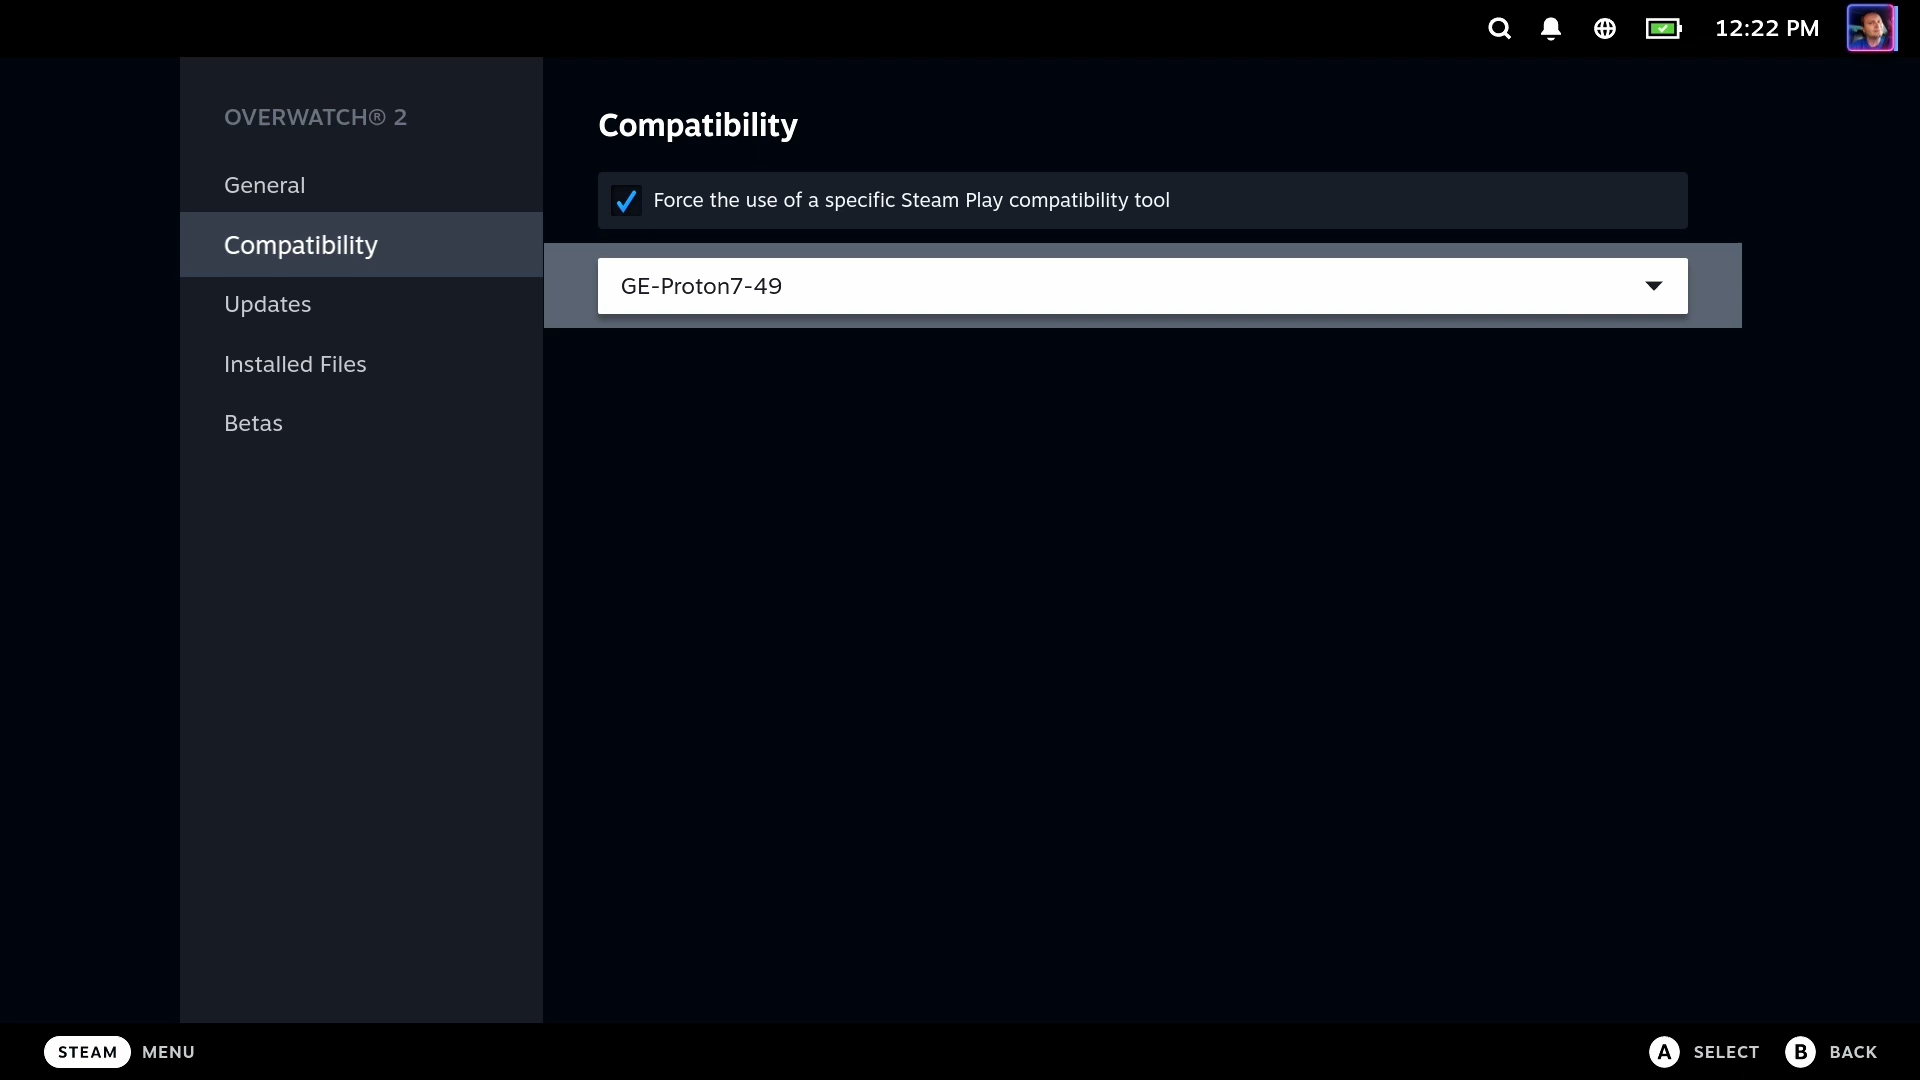 12:22 PM
OVERWATCH® 2
General
Compatibility
Updates
Installed Files
Betas
Compatibility
Force the use of a specific Steam Play compatibility tool
GE-Proton7-49
STEAM MENU
A SELECT B BACK